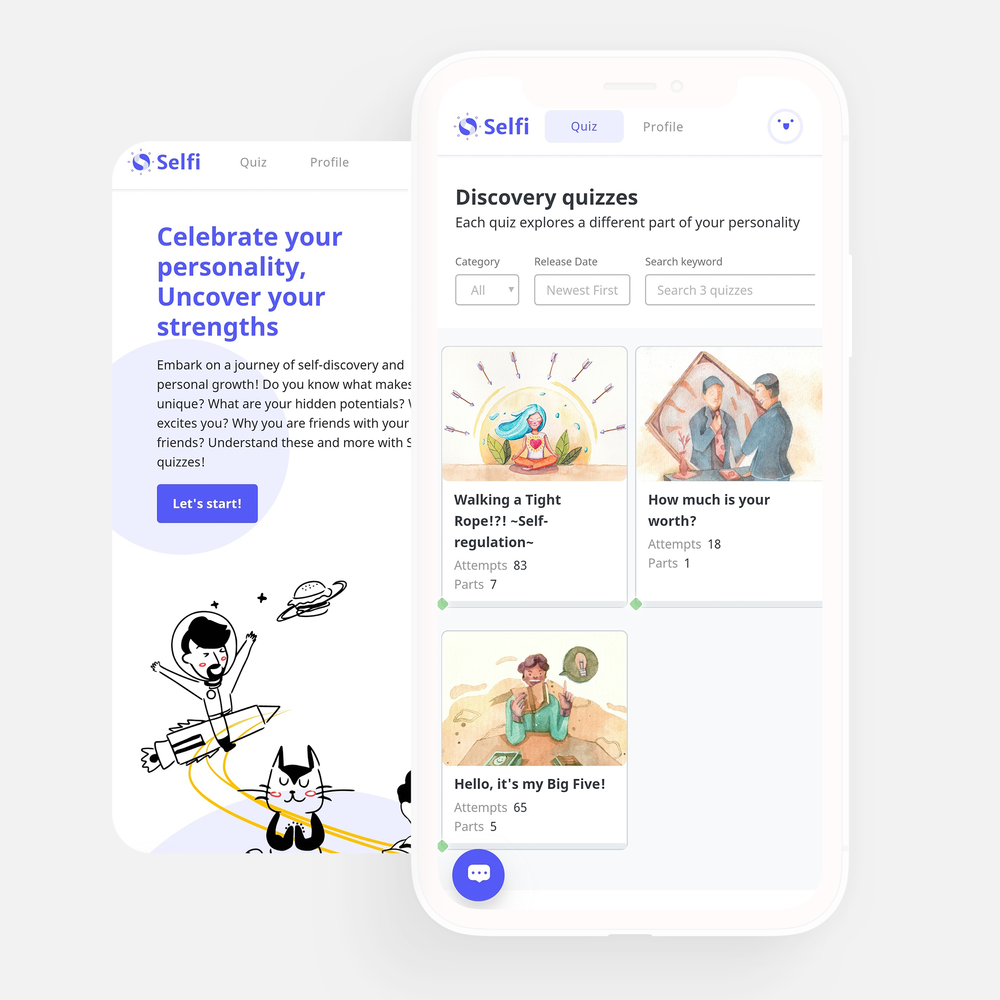 Selfi
Quiz
Profile
Celebrate your
personality,
Uncover your
strengths
Embark on a journey of self-discovery and
personal growth! Do you know what makes
unique? What are your hidden potentials?
excites you? Why you are friends with your
friends? Understand these and more with
quizzes!
Let's start!
Selfi
Quiz
Profile
Discovery quizzes
Each quiz explores a different part of your personality
Category
Release Date
Search keyword
All
Newest First
Search 3 quizzes
Walking a Tight
Rope!?! ~Self-
regulation~
Attempts 83
Parts 7
How much is your
worth?
Attempts 18
Parts 1
Hello, it's my Big Five!
Attempts 65
Parts 5